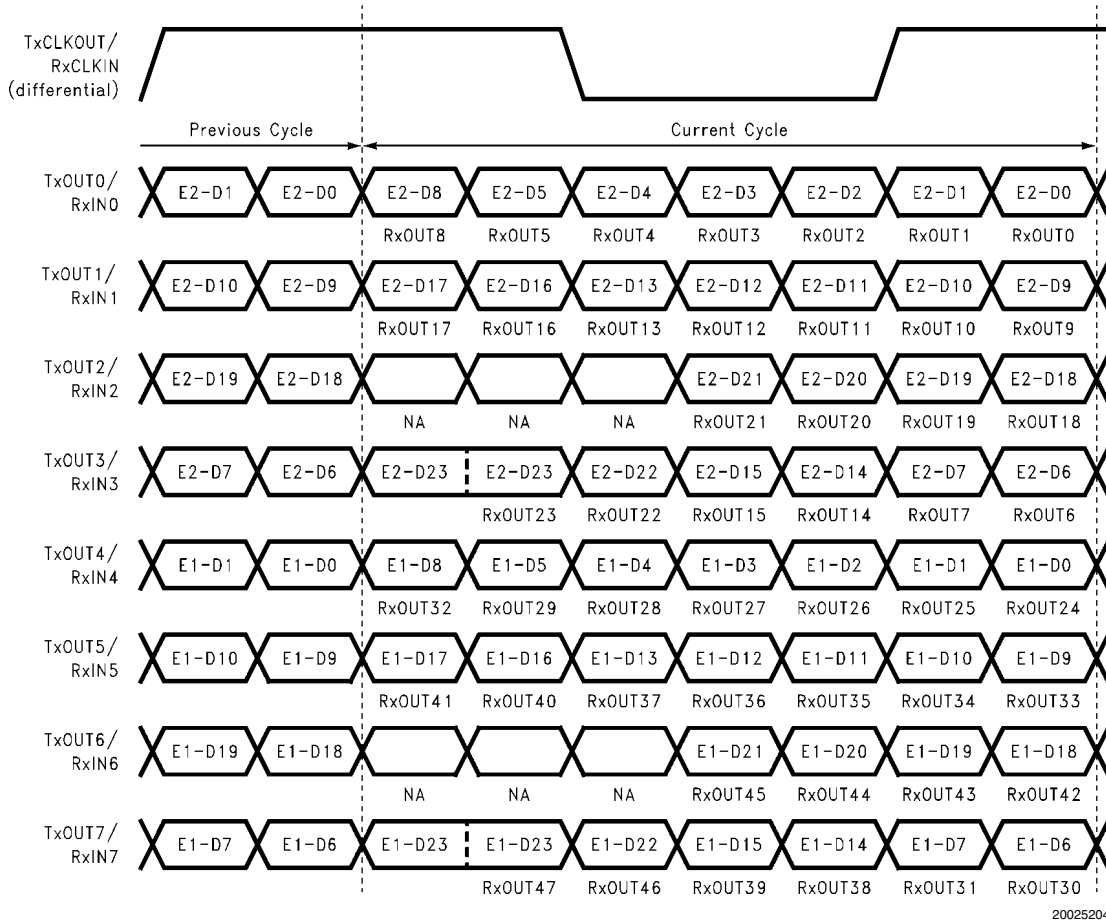 TxCLKOUT/
RxCLKIN
(differential)
Previous Cycle Current Cycle
TxOUT0/
RxIN0
E2-D1 E2-D0 E2-D8 E2-D5 E2-D4 E2-D3 E2-D2 E2-D1 E2-D0
RxOUT8 RxOUT5 RxOUT4 RxOUT3 RxOUT2 RxOUT1 RxOUT0
TxOUT1/
RxIN1
E2-D10 E2-D9 E2-D17 E2-D16 E2-D13 E2-D12 E2-D11 E2-D10 E2-D9
RxOUT17 RxOUT16 RxOUT13 RxOUT12 RxOUT11 RxOUT10 RxOUT9
TxOUT2/
RxIN2
E2-D19 E2-D18 E2-D21 E2-D20 E2-D19 E2-D18
NA NA NA RxOUT21 RxOUT20 RxOUT19 RxOUT18
TxOUT3/
RxIN3
E2-D7 E2-D6 E2-D23 E2-D23 E2-D22 E2-D15 E2-D14 E2-D7 E2-D6
RxOUT23 RxOUT22 RxOUT15 RxOUT14 RxOUT7 RxOUT6
TxOUT4/
RxIN4
E1-D1 E1-D0 E1-D8 E1-D5 E1-D4 E1-D3 E1-D2 E1-D1 E1-D0
RxOUT32 RxOUT29 RxOUT28 RxOUT27 RxOUT26 RxOUT25 RxOUT24
TxOUT5/
RxIN5
E1-D10 E1-D9 E1-D17 E1-D16 E1-D13 E1-D12 E1-D11 E1-D10 E1-D9
RxOUT41 RxOUT40 RxOUT37 RxOUT36 RxOUT35 RxOUT34 RxOUT33
TxOUT6/
RxIN6
E1-D19 E1-D18 E1-D21 E1-D20 E1-D19 E1-D18
NA NA NA RxOUT45 RxOUT44 RxOUT43 RxOUT42
TxOUT7/
RxIN7
E1-D7 E1-D6 E1-D23 E1-D23 E1-D22 E1-D15 E1-D14 E1-D7 E1-D6
RxOUT47 RxOUT46 RxOUT39 RxOUT38 RxOUT31 RxOUT30
20025204